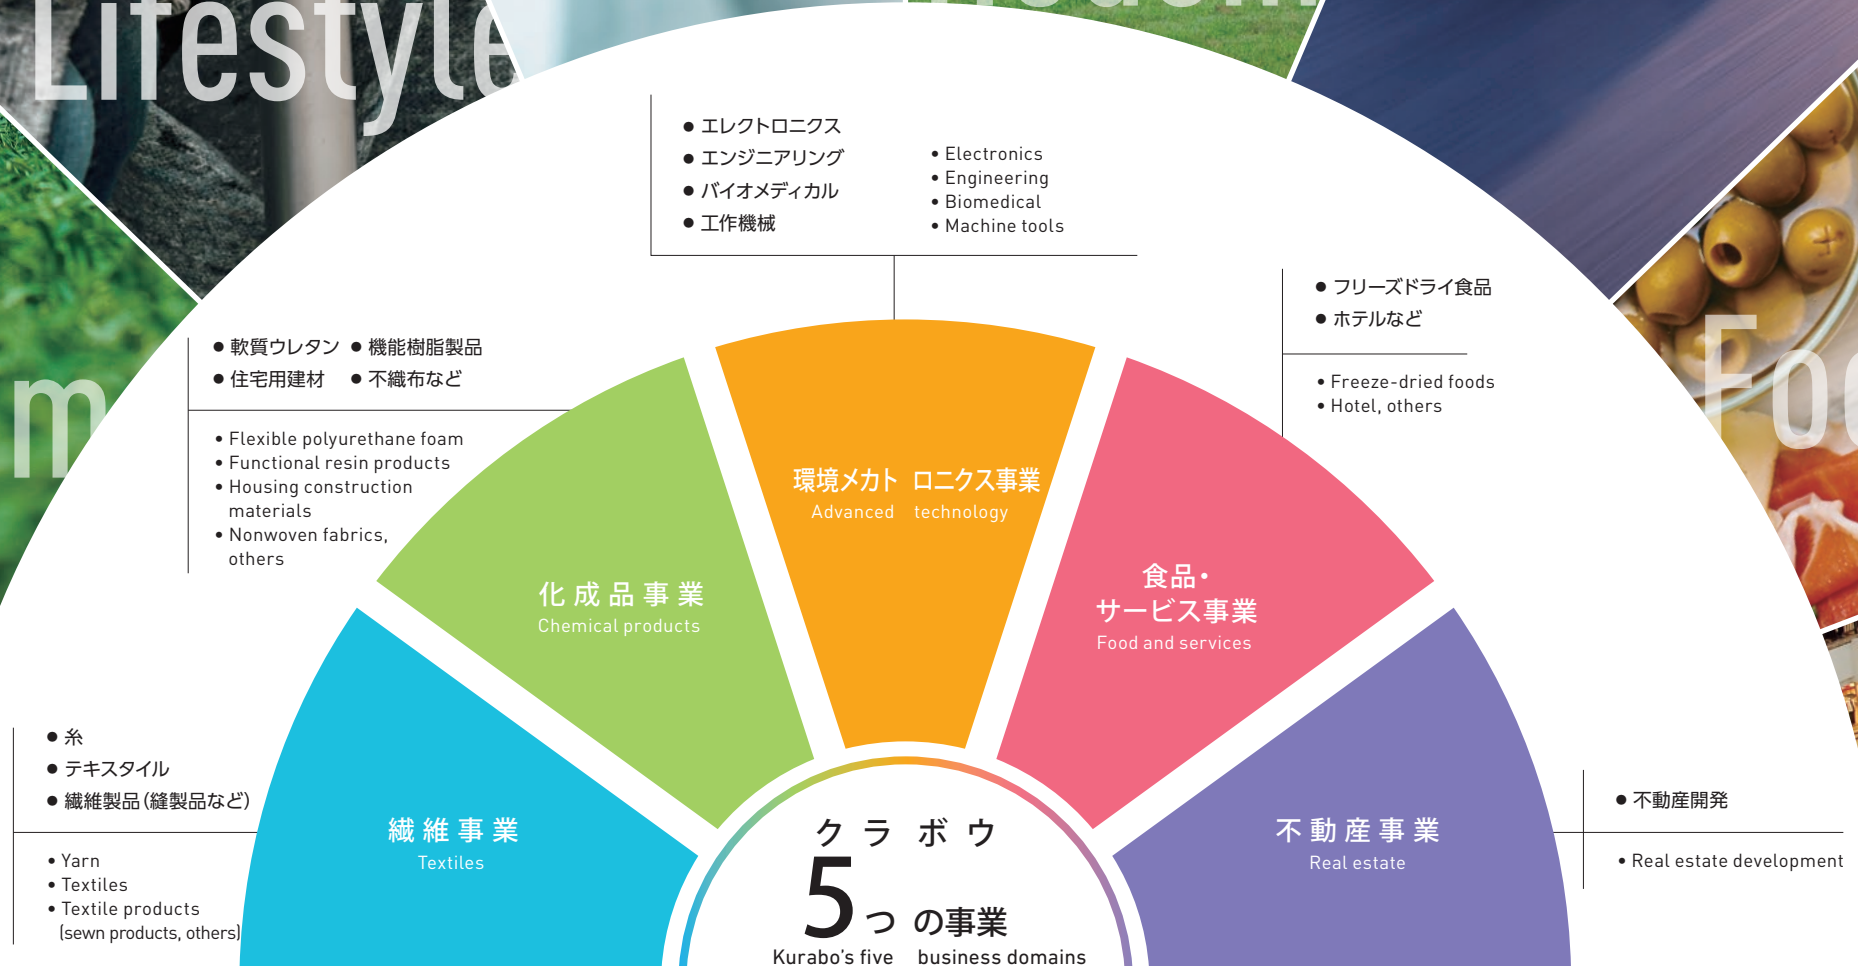 Lifestyle
● エレクトロニクス
● エンジニアリング
● バイオメディカル
● 工作機械
• Electronics
• Engineering
• Biomedical
• Machine tools
● フリーズドライ食品
● ホテルなど
• Freeze-dried foods
• Hotel, others
● 軟質ウレタン ● 機能樹脂製品
● 住宅用建材 ● 不織布など
• Flexible polyurethane foam
• Functional resin products
• Housing construction
materials
• Nonwoven fabrics,
others
環境メカトロニクス事業
Advanced technology
化成品事業
Chemical products
食品・
サービス事業
Food and services
● 糸
● テキスタイル
● 繊維製品(縫製品など)
• Yarn
• Textiles
• Textile products
(sewn products, others)
繊維事業
Textiles
不動産事業
Real estate
● 不動産開発
• Real estate development
クラボウ
5つの事業
Kurabo's five business domains